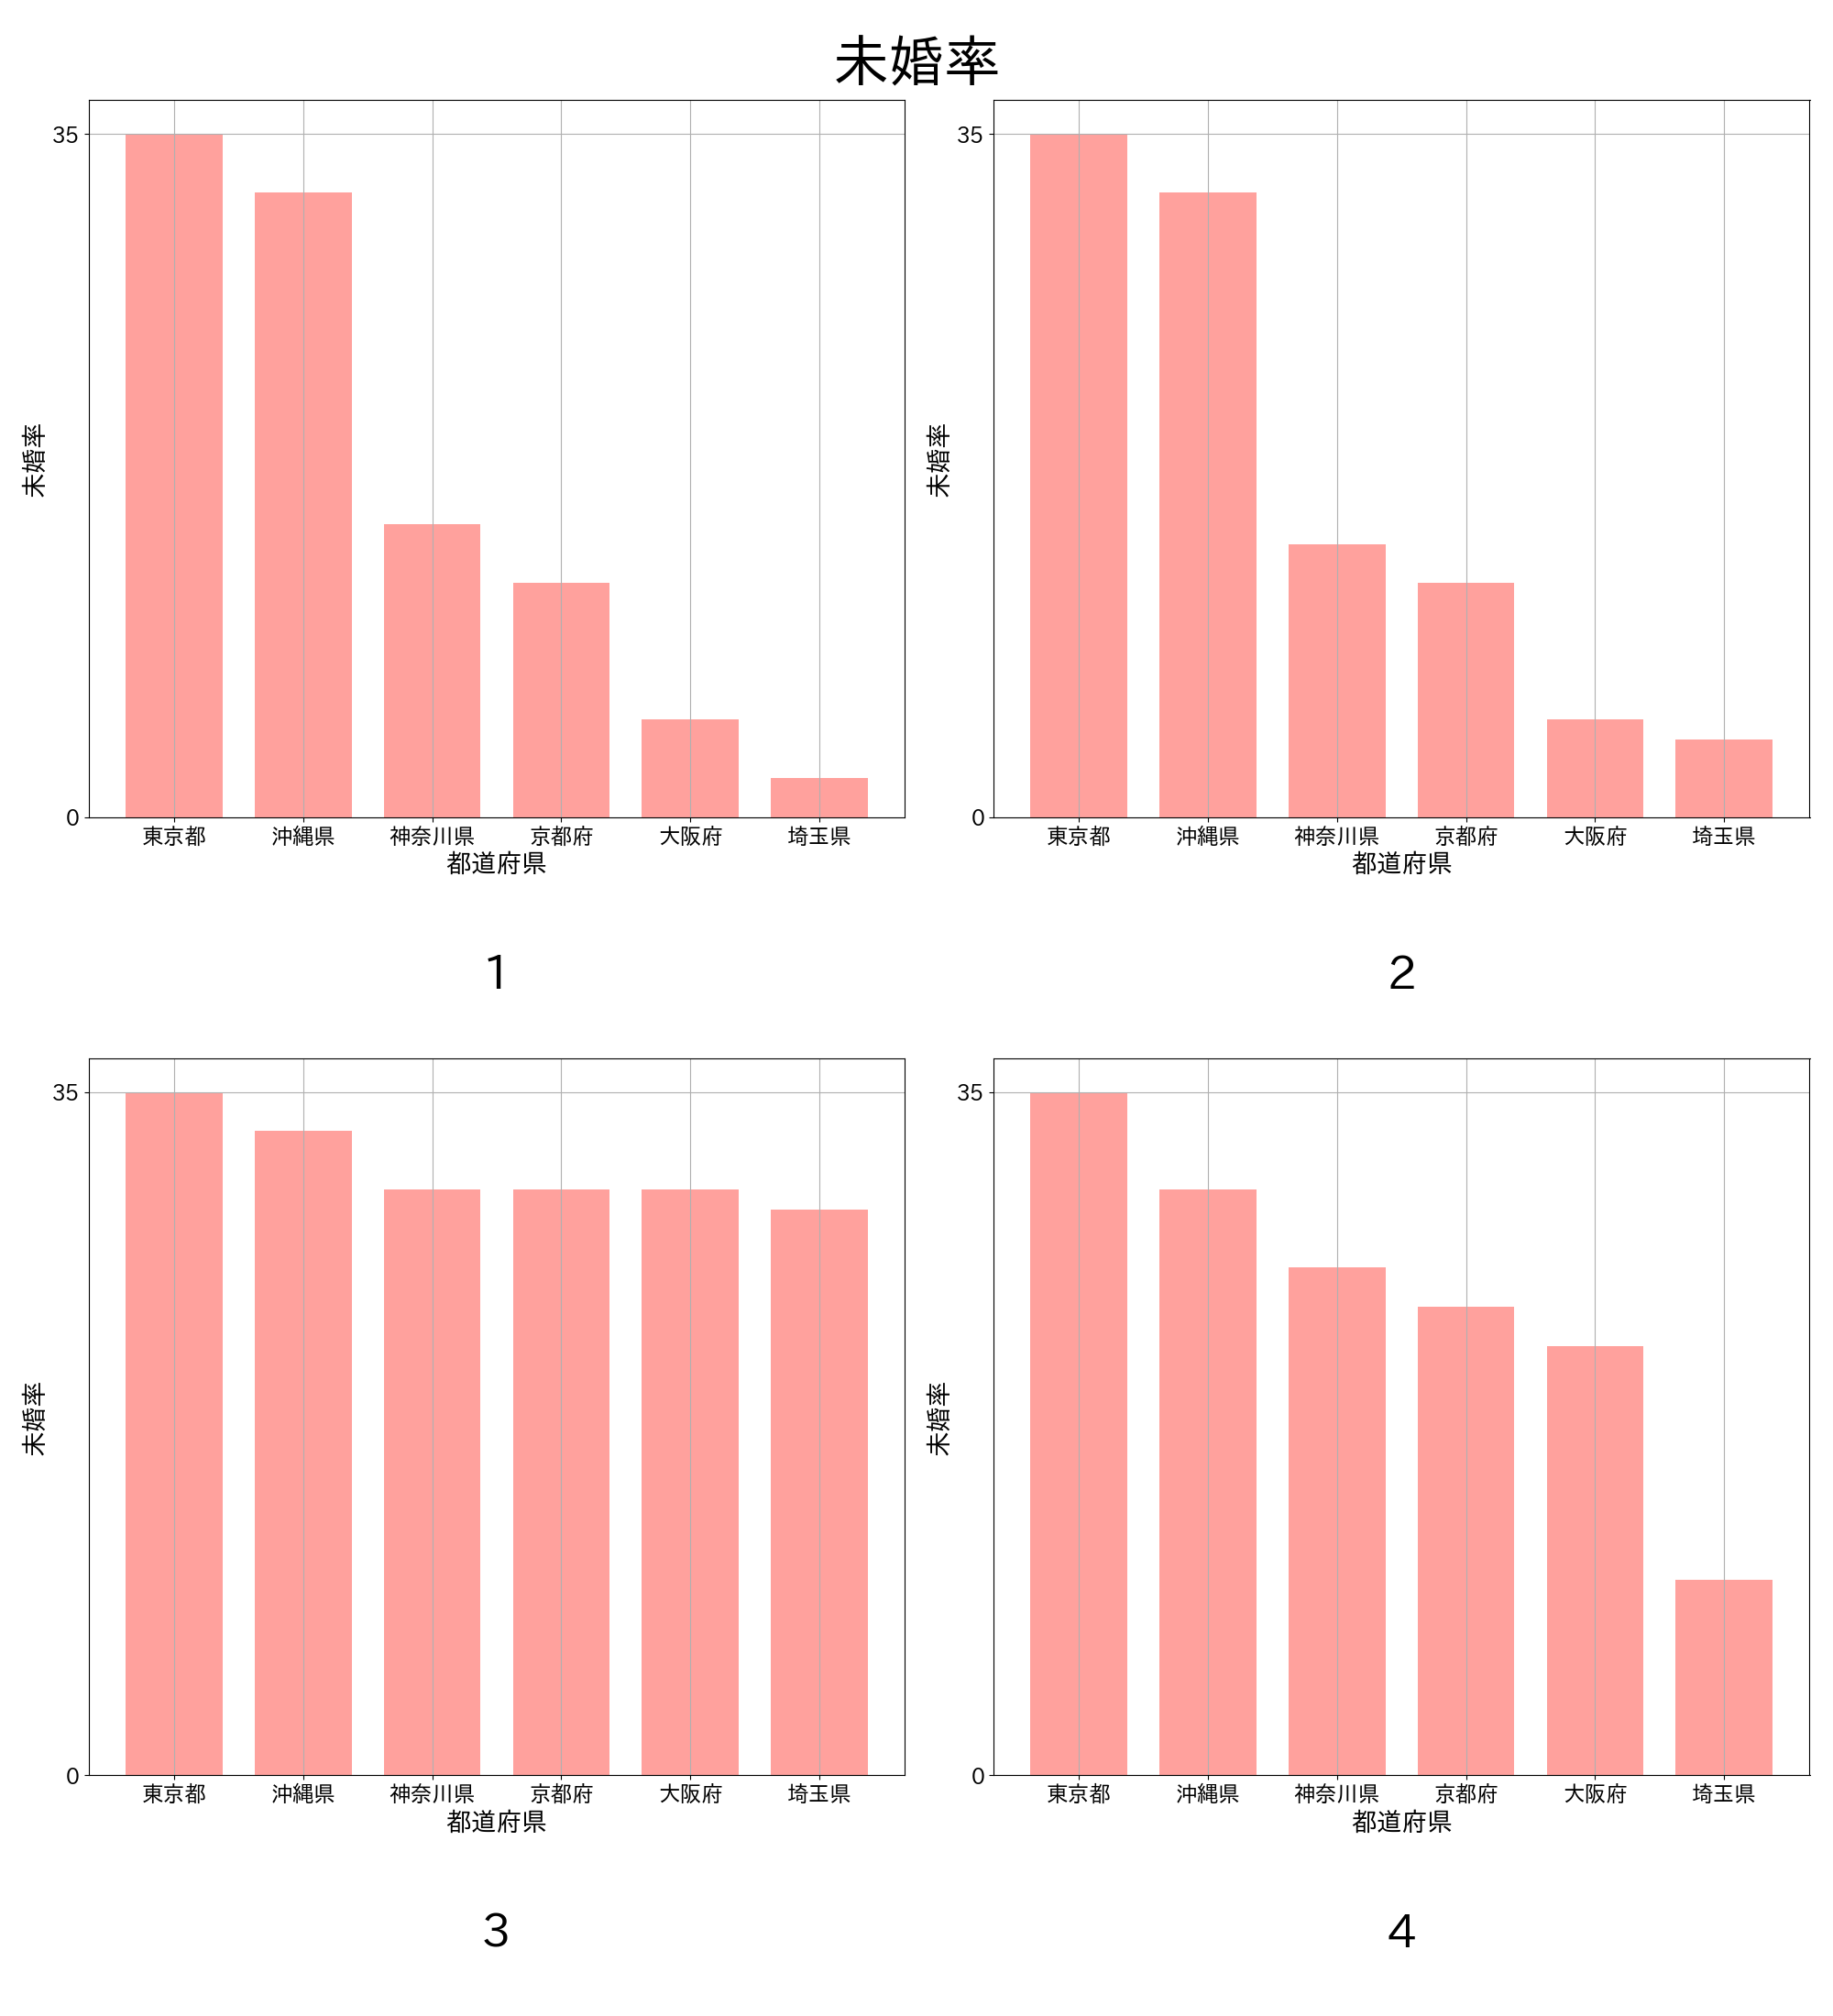 未婚率
35
0
未婚率
東京都 沖縄県 神奈川県 京都府 大阪府 埼玉県
都道府県
1
35
0
未婚率
東京都 沖縄県 神奈川県 京都府 大阪府 埼玉県
都道府県
2
35
0
未婚率
東京都 沖縄県 神奈川県 京都府 大阪府 埼玉県
都道府県
3
35
0
未婚率
東京都 沖縄県 神奈川県 京都府 大阪府 埼玉県
都道府県
4